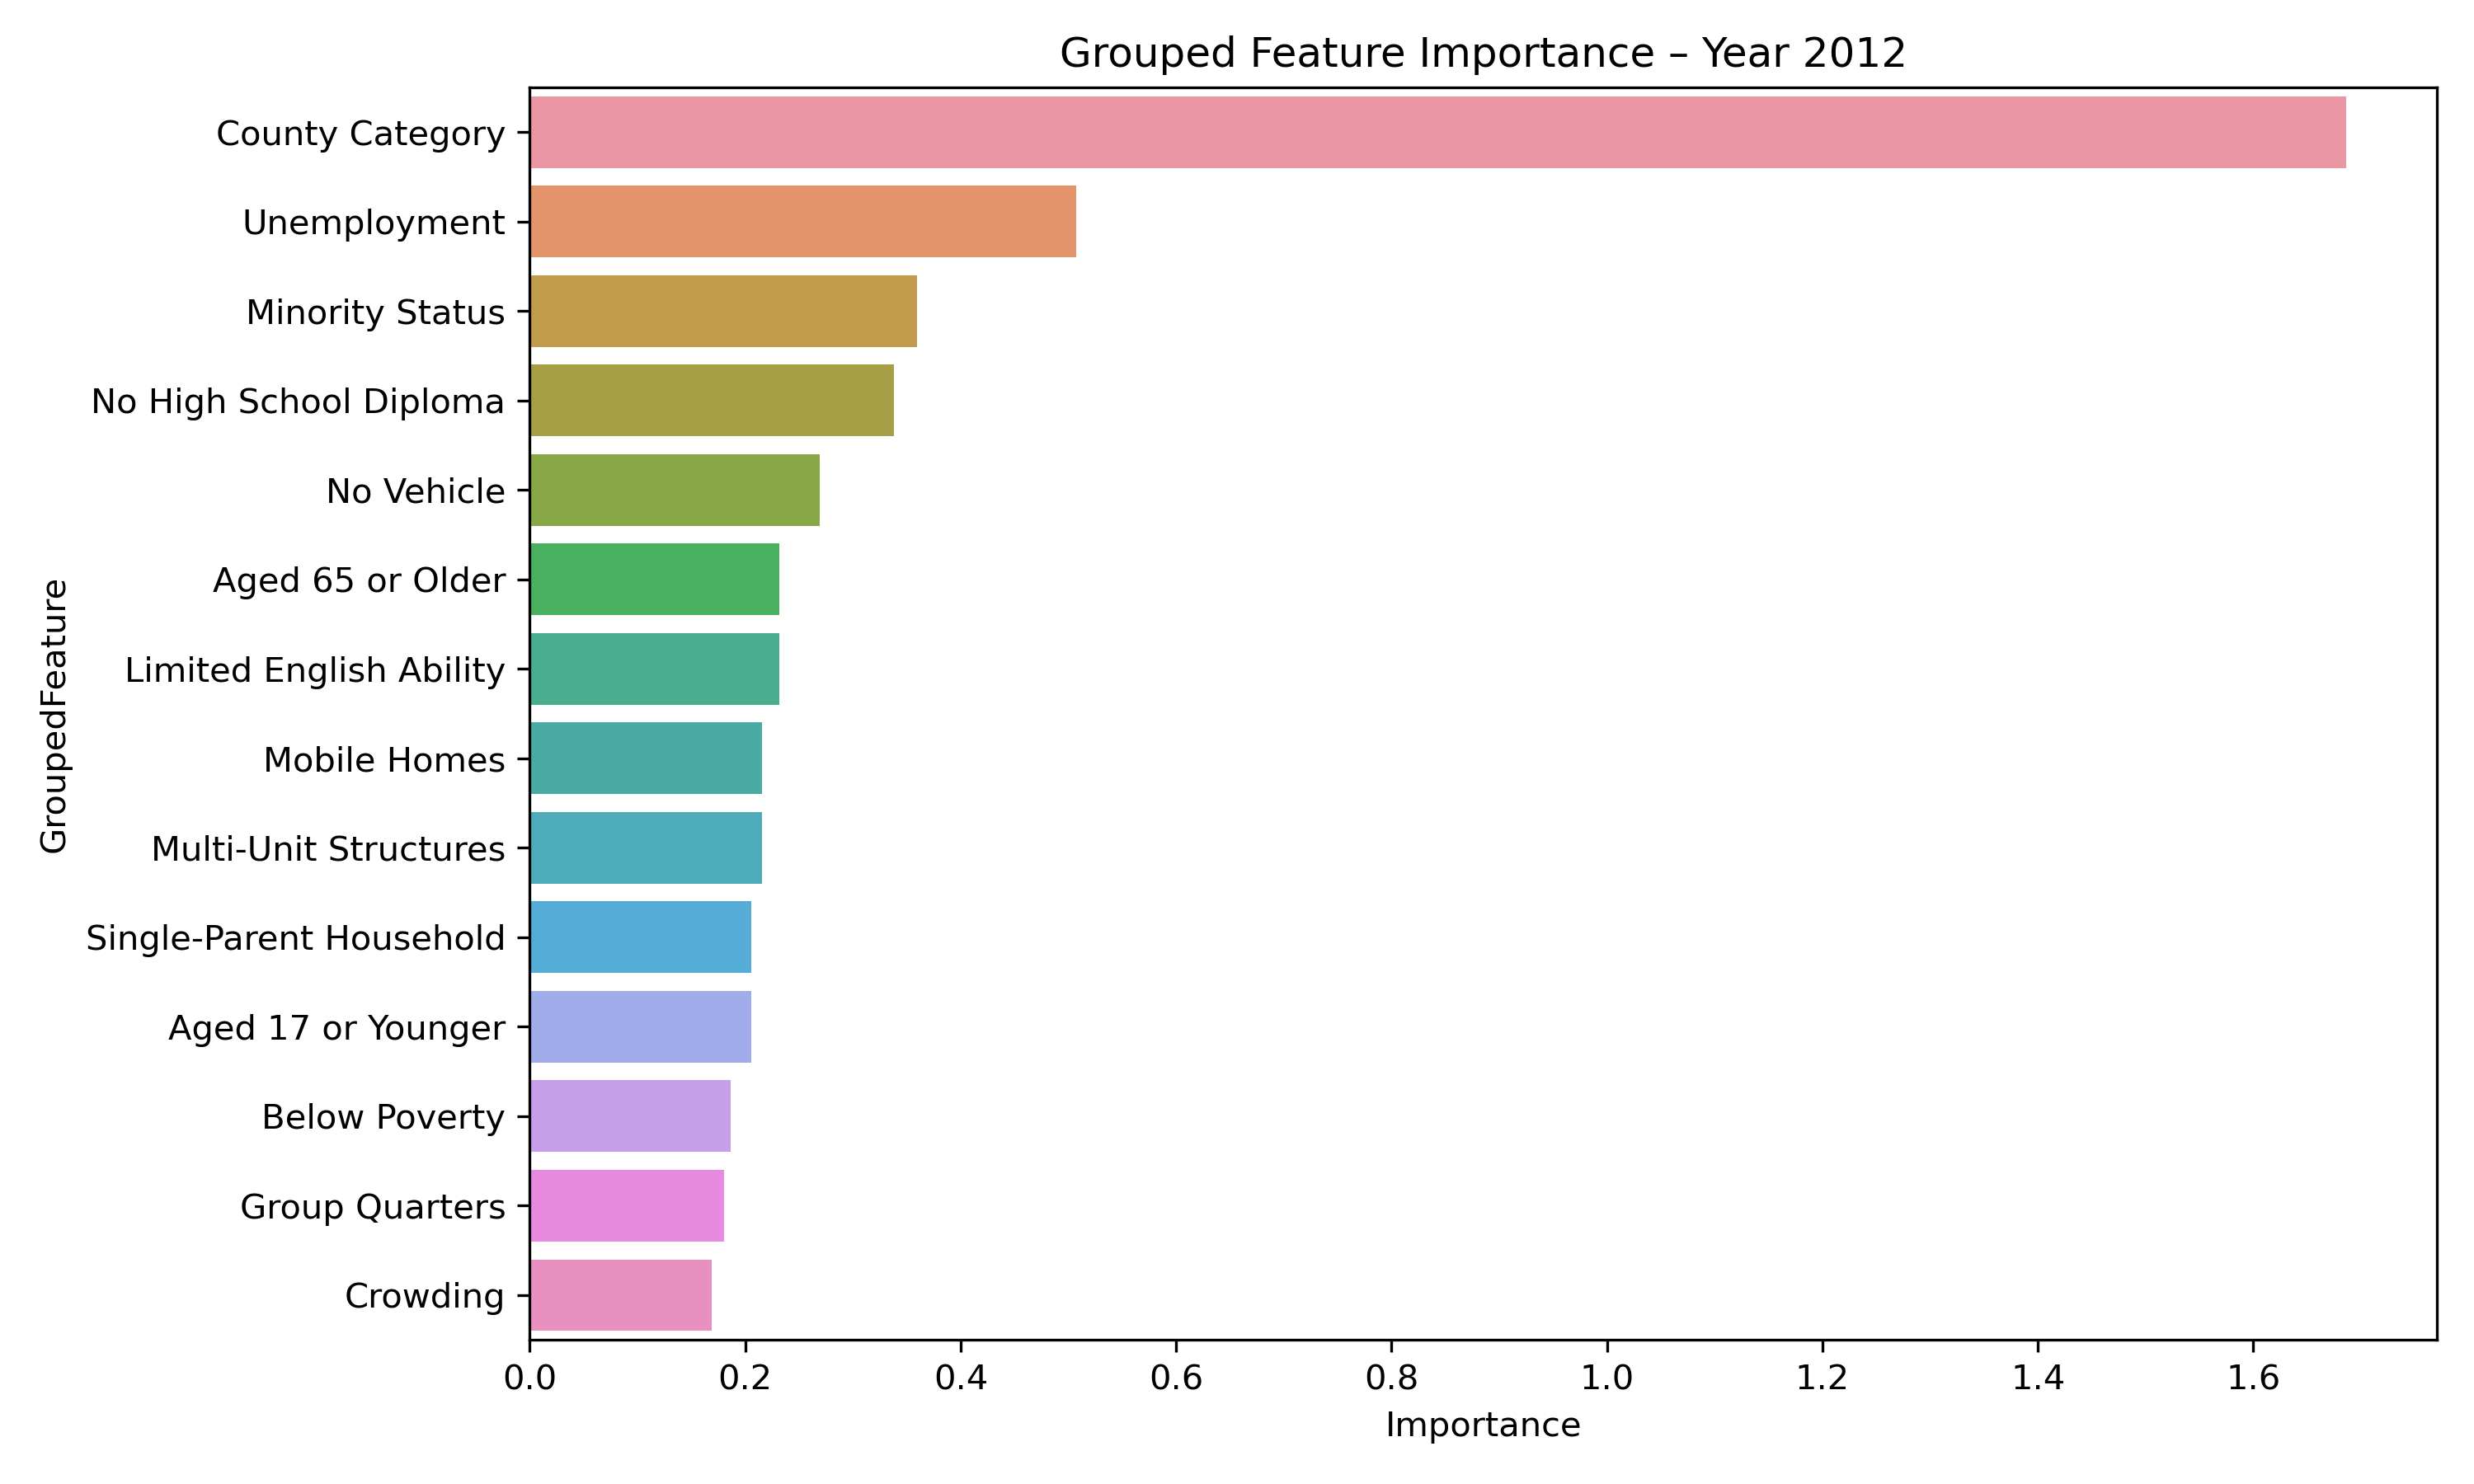 Grouped Feature Importance – Year 2012
County Category
Unemployment
Minority Status
No High School Diploma
No Vehicle
Aged 65 or Older
Limited English Ability
Mobile Homes
Multi-Unit Structures
Single-Parent Household
Aged 17 or Younger
Below Poverty
Group Quarters
Crowding
GroupedFeature
0.0 0.2 0.4 0.6 0.8 1.0 1.2 1.4 1.6
Importance